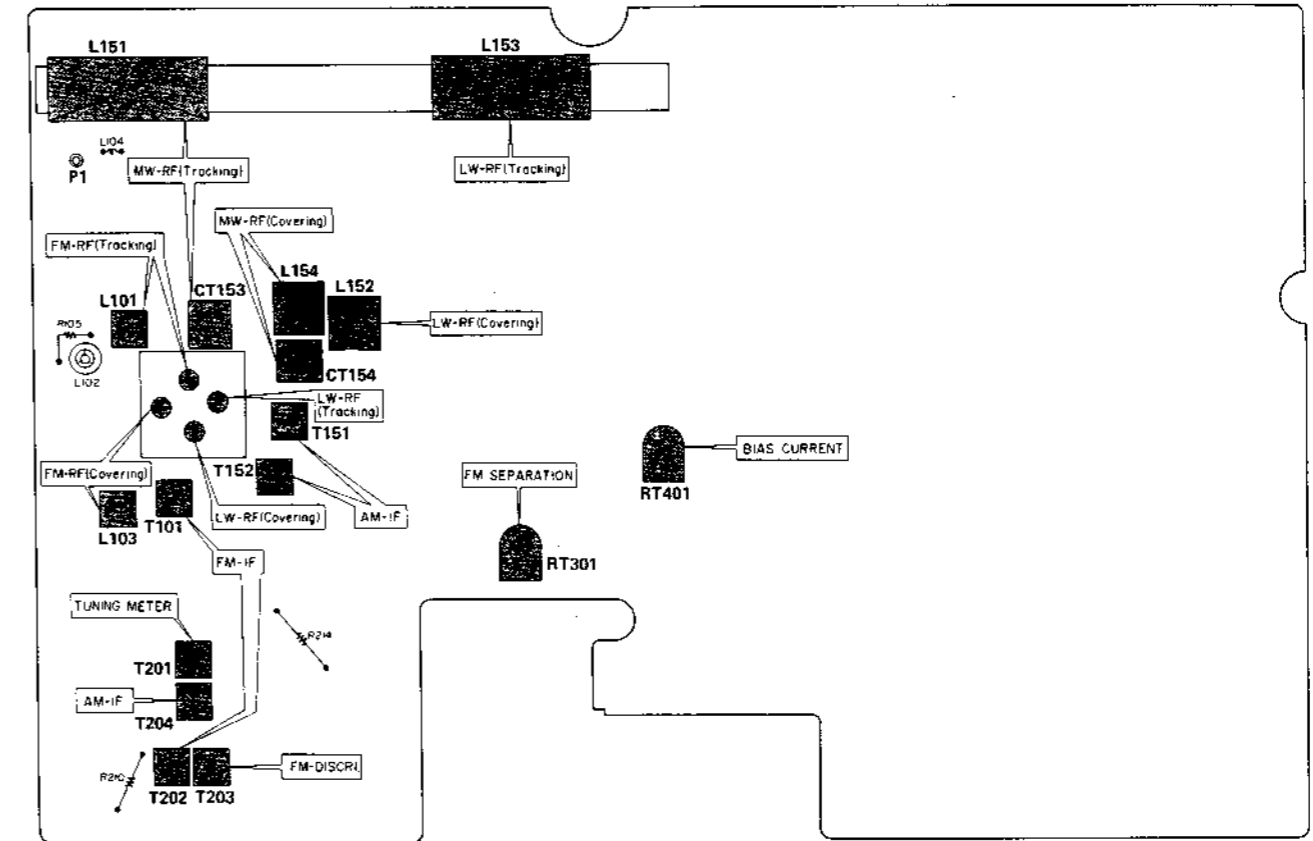 L151
L153
L104
P1
MW-RF(Tracking)
LW-RF(Tracking)
MW-RF(Covering)
FM-RF(Tracking)
L154
L152
CT153
L101
R105
L102
LW-RF(Covering)
CT154
LW-RF
(Tracking)
T151
T152
BIAS CURRENT
FM-RF(Covering)
FM SEPARATION
RT401
T101
LW-RF(Covering)
AM-IF
L103
FM-IF
RT301
TUNING METER
R214
T201
AM-IF
T204
FM-DISCRI.
R210
T202 T203